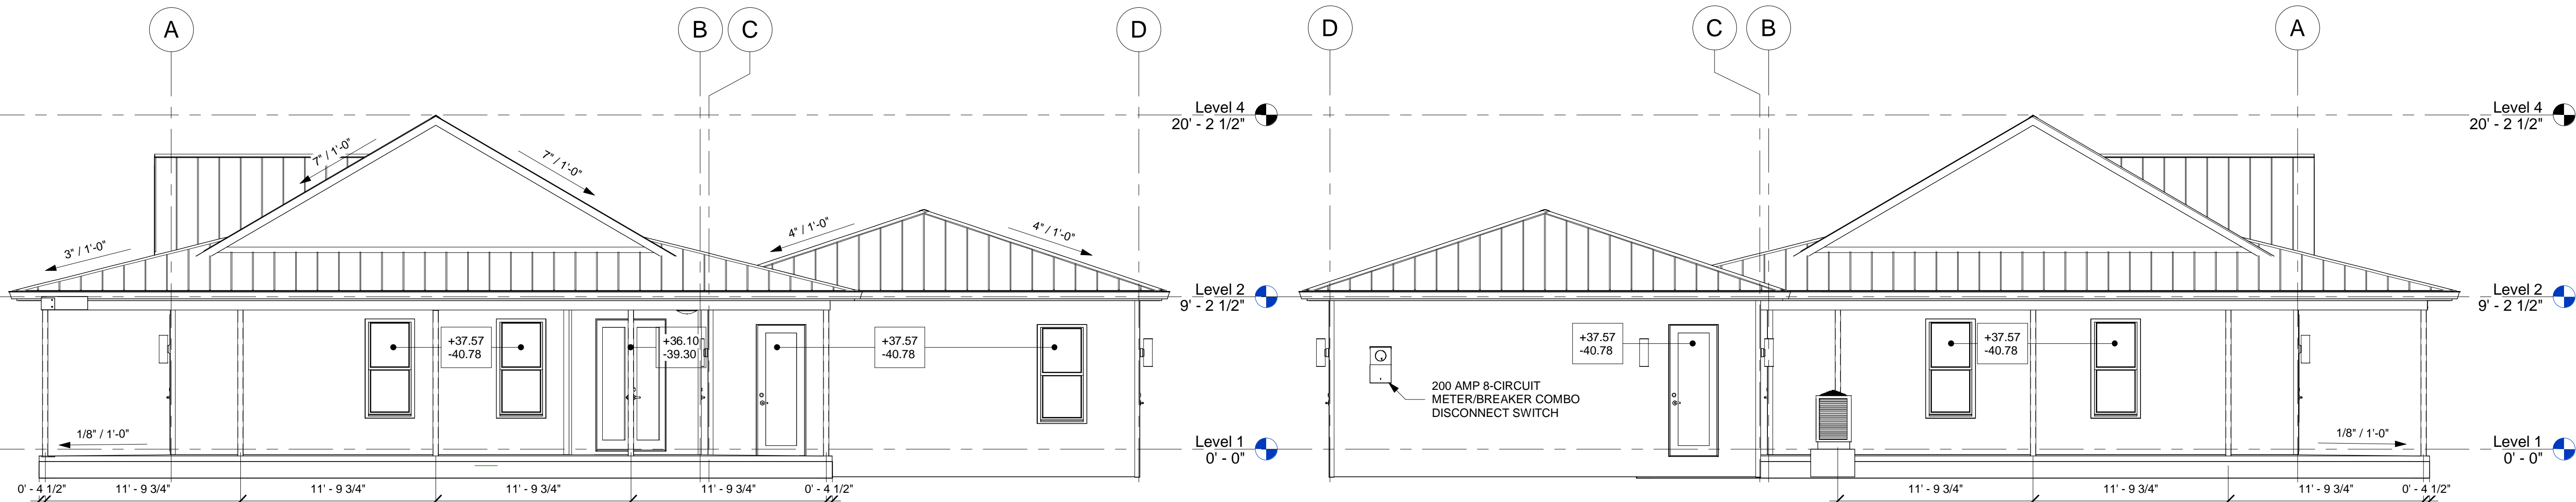 A
B
C
D
D
C
B
A
Level 4
20' - 2 1/2"
Level 4
20' - 2 1/2"
7" / 1'-0"
7" / 1'-0"
3" / 1'-0"
4" / 1'-0"
4" / 1'-0"
Level 2
9' - 2 1/2"
Level 2
9' - 2 1/2"
+37.57
-40.78
+36.10
-39.30
+37.57
-40.78
+37.57
-40.78
+37.57
-40.78
200 AMP 8-CIRCUIT
METER/BREAKER COMBO
DISCONNECT SWITCH
1/8" / 1'-0"
1/8" / 1'-0"
Level 1
0' - 0"
Level 1
0' - 0"
0' - 4 1/2"
11' - 9 3/4"
11' - 9 3/4"
11' - 9 3/4"
11' - 9 3/4"
0' - 4 1/2"
11' - 9 3/4"
11' - 9 3/4"
11' - 9 3/4"
0' - 4 1/2"